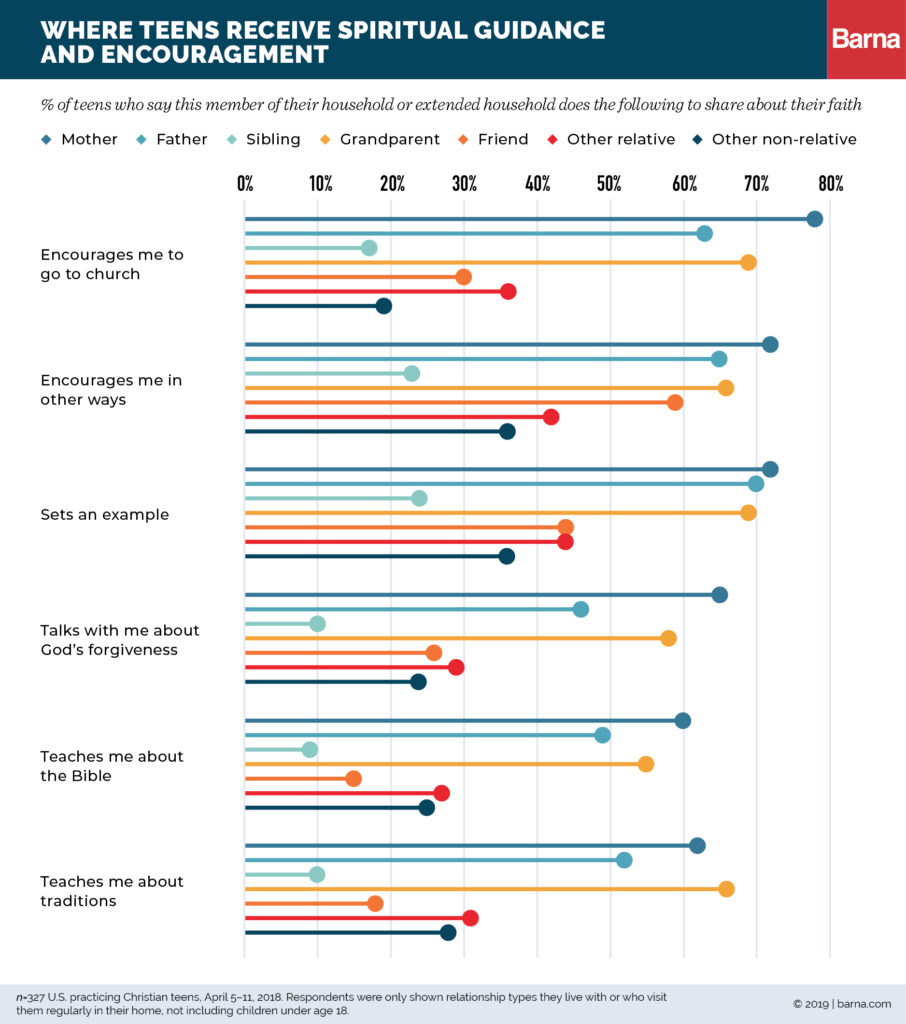 WHERE TEENS RECEIVE SPIRITUAL GUIDANCE
AND ENCOURAGEMENT
Barna
% of teens who say this member of their household or extended household does the following to share about their faith
Mother Father Sibling Grandparent Friend Other relative Other non-relative
0% 10% 20% 30% 40% 50% 60% 70% 80%
Encourages me to
go to church
Encourages me in
other ways
Sets an example
Talks with me about
God’s forgiveness
Teaches me about
the Bible
Teaches me about
traditions
n=327 U.S. practicing Christian teens, April 5–11, 2018. Respondents were only shown relationship types they live with or who visit
them regularly in their home, not including children under age 18.
© 2019 | barna.com